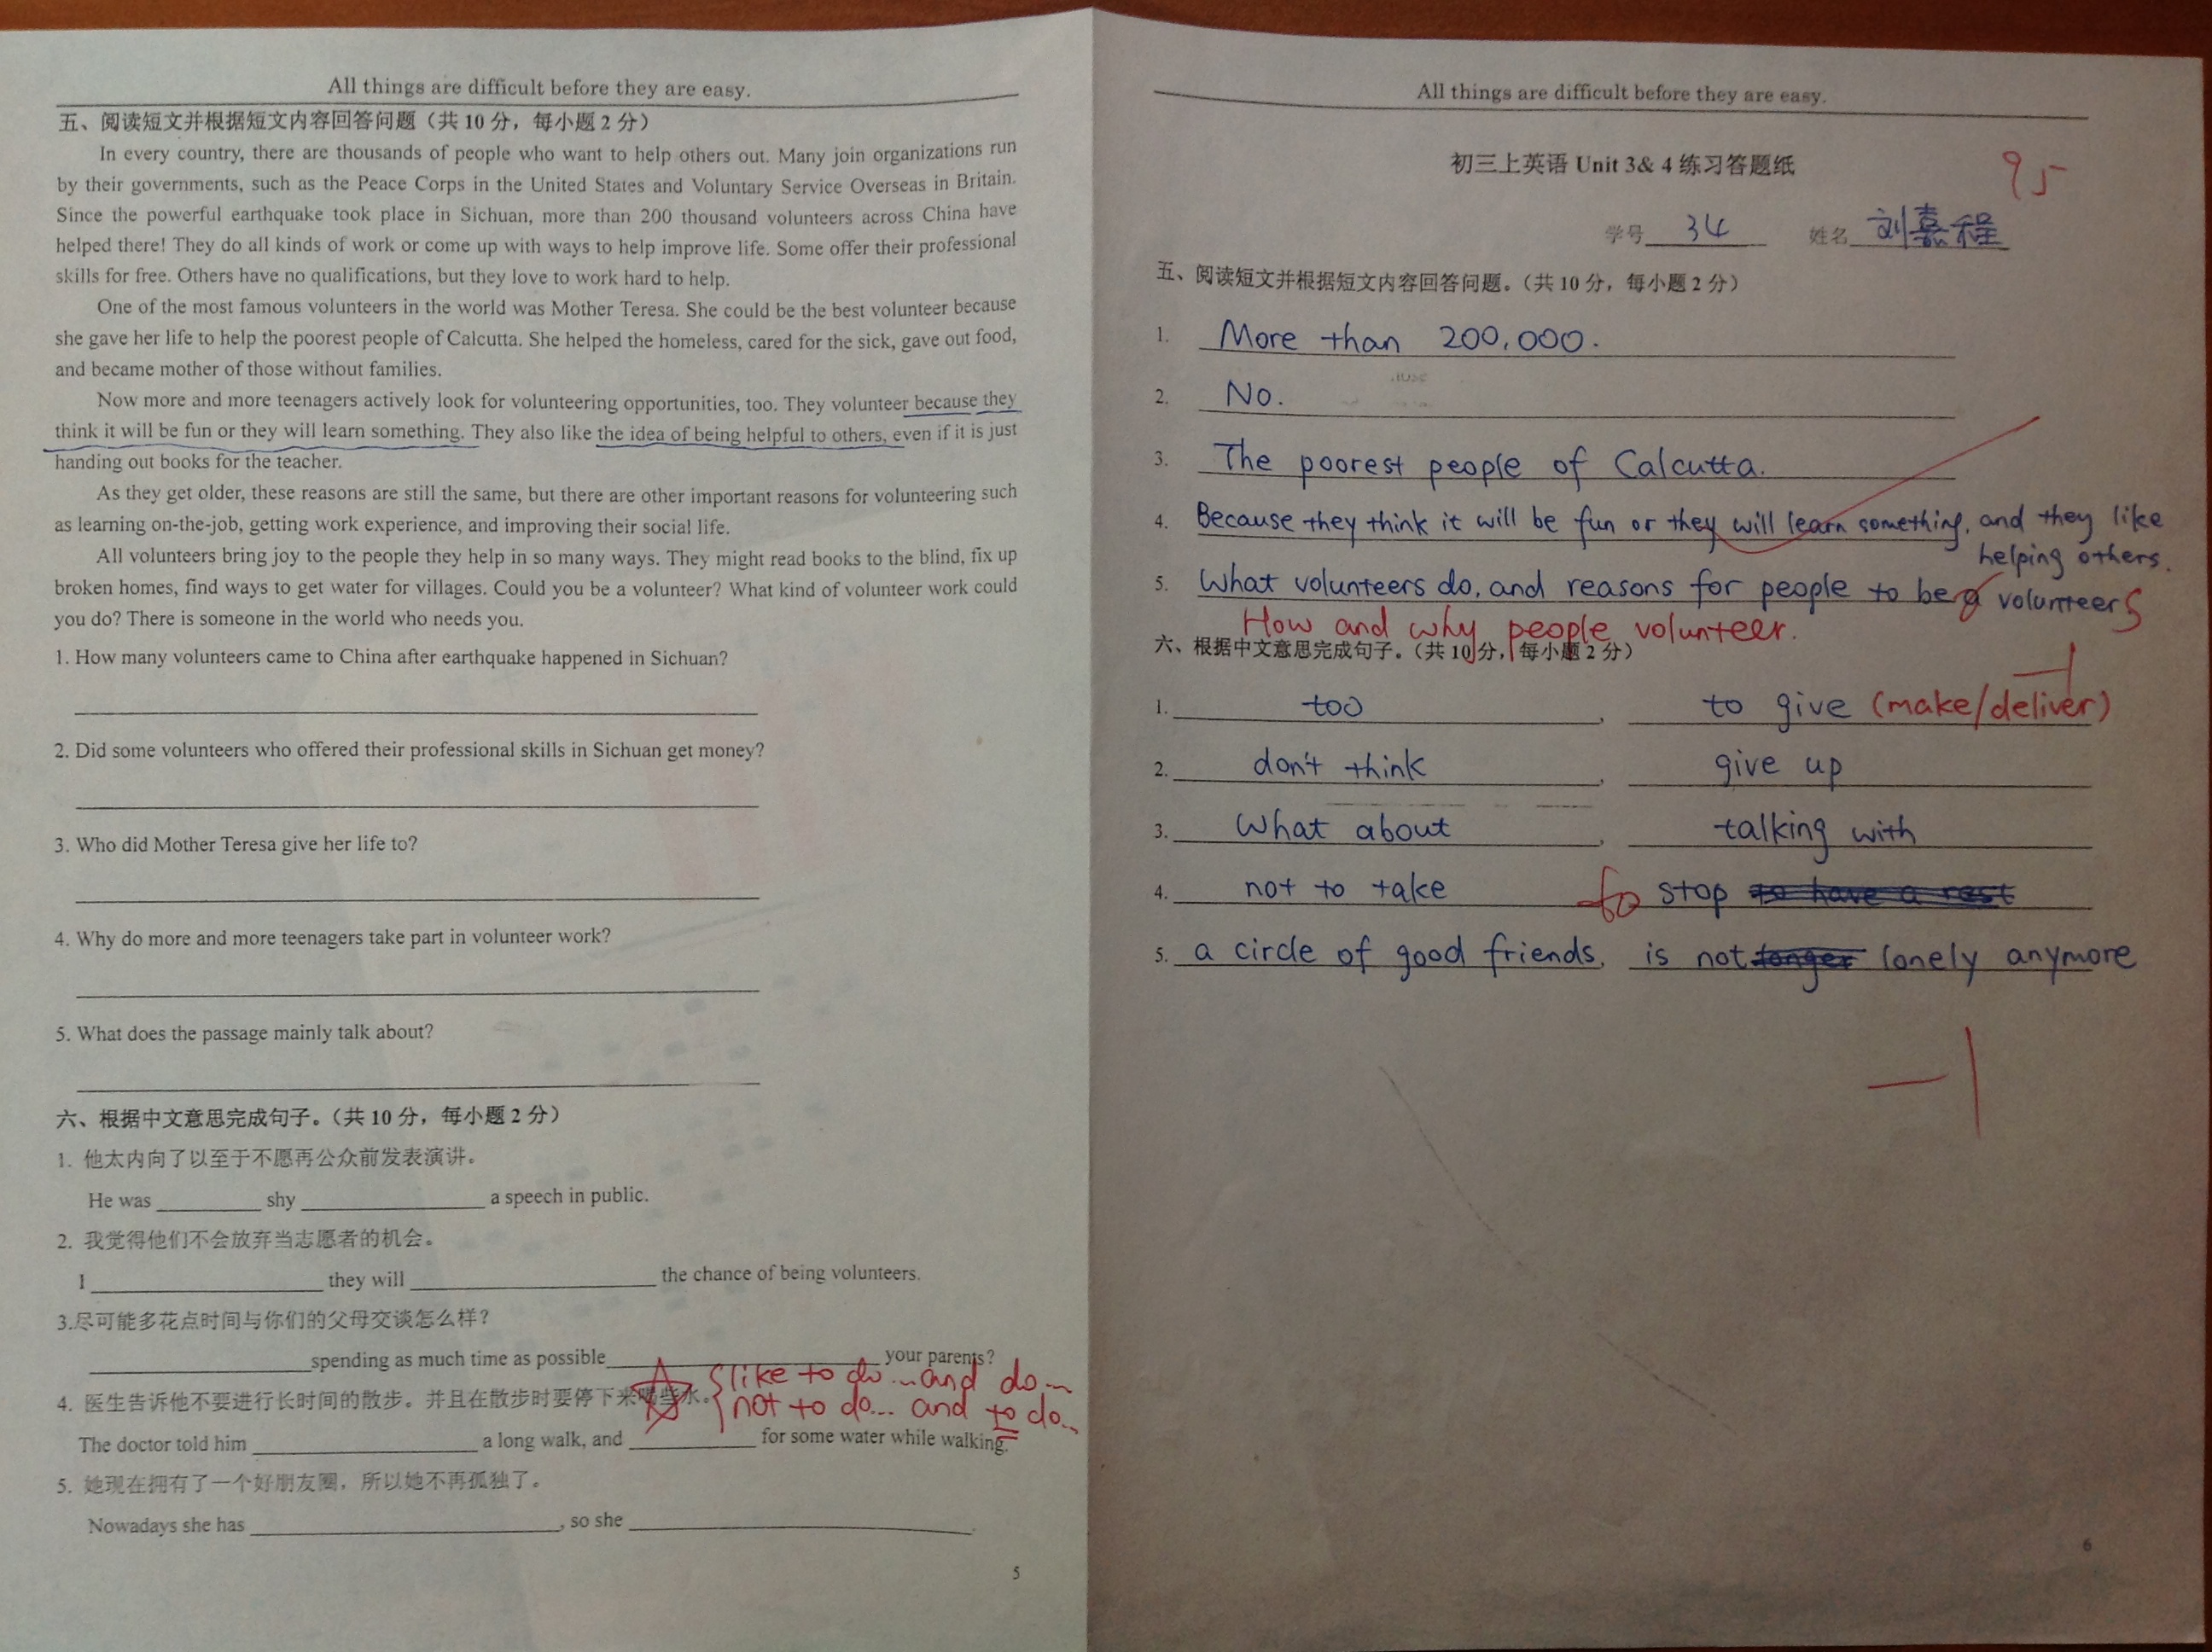 All things are difficult before they are easy.
五、阅读短文并根据短文内容回答问题（共 10 分，每小题 2 分）
In every country, there are thousands of people who want to help others out. Many join organizations run
by their governments, such as the Peace Corps in the United States and Voluntary Service Overseas in Britain.
Since the powerful earthquake took place in Sichuan, more than 200 thousand volunteers across China have
helped there! They do all kinds of work or come up with ways to help improve life. Some offer their professional
skills for free. Others have no qualifications, but they love to work hard to help.
One of the most famous volunteers in the world was Mother Teresa. She could be the best volunteer because
she gave her life to help the poorest people of Calcutta. She helped the homeless, cared for the sick, gave out food,
and became mother of those without families.
Now more and more teenagers actively look for volunteering opportunities, too. They volunteer because they
think it will be fun or they will learn something. They also like the idea of being helpful to others, even if it is just
handing out books for the teacher.
As they get older, these reasons are still the same, but there are other important reasons for volunteering such
as learning on-the-job, getting work experience, and improving their social life.
All volunteers bring joy to the people they help in so many ways. They might read books to the blind, fix up
broken homes, find ways to get water for villages. Could you be a volunteer? What kind of volunteer work could
you do? There is someone in the world who needs you.
1. How many volunteers came to China after earthquake happened in Sichuan?
2. Did some volunteers who offered their professional skills in Sichuan get money?
3. Who did Mother Teresa give her life to?
4. Why do more and more teenagers take part in volunteer work?
5. What does the passage mainly talk about?
六、根据中文意思完成句子。（共 10 分，每小题 2 分）
1. 他太内向了以至于不愿再公众前发表演讲。
He was ________ shy ________ a speech in public.
2. 我觉得他们不会放弃当志愿者的机会。
I ________ they will ________ the chance of being volunteers.
3.尽可能多花点时间与你们的父母交谈怎么样？
________spending as much time as possible________ your parents?
like to do... and do...
4. 医生告诉他不要进行长时间的散步。并且在散步时要停下来喝些水。
not to do... and to do...
The doctor told him ________ a long walk, and ________ for some water while walking.
5. 她现在拥有了一个好朋友圈，所以她不再孤独了。
Nowadays she has ________, so she ________.
5
All things are difficult before they are easy.
初三上英语 Unit 3& 4 练习答题纸
95
学号 34 姓名 刘嘉程
五、阅读短文并根据短文内容回答问题。（共 10 分，每小题 2 分）
1. More than 200,000.
2. No.
3. The poorest people of Calcutta.
4. Because they think it will be fun or they will learn something, and they like
helping others.
5. What volunteers do, and reasons for people to be a volunteers
How and why people volunteer.
六、根据中文意思完成句子。（共 10 分，每小题 2 分）
-1
1. too , to give (make/deliver)
2. don't think , give up
3. What about , talking with
4. not to take to stop to have a rest
5. a circle of good friends, is not longer lonely anymore
-1
6